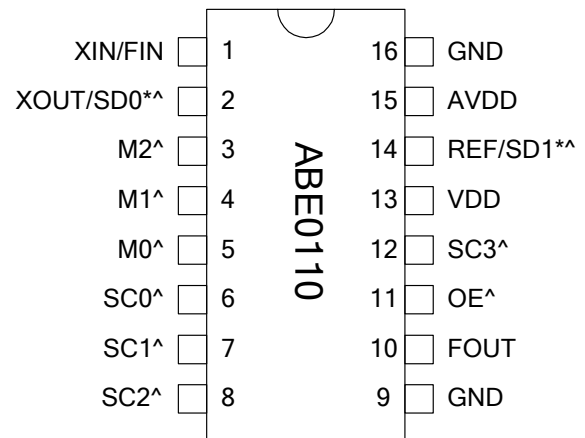 XIN/FIN 1 16 GND
XOUT/SD0*^ 2 15 AVDD
M2^ 3 14 REF/SD1*^
M1^ 4 13 VDD
M0^ 5 12 SC3^
SC0^ 6 11 OE^
SC1^ 7 10 FOUT
SC2^ 8 9 GND
ABE0110